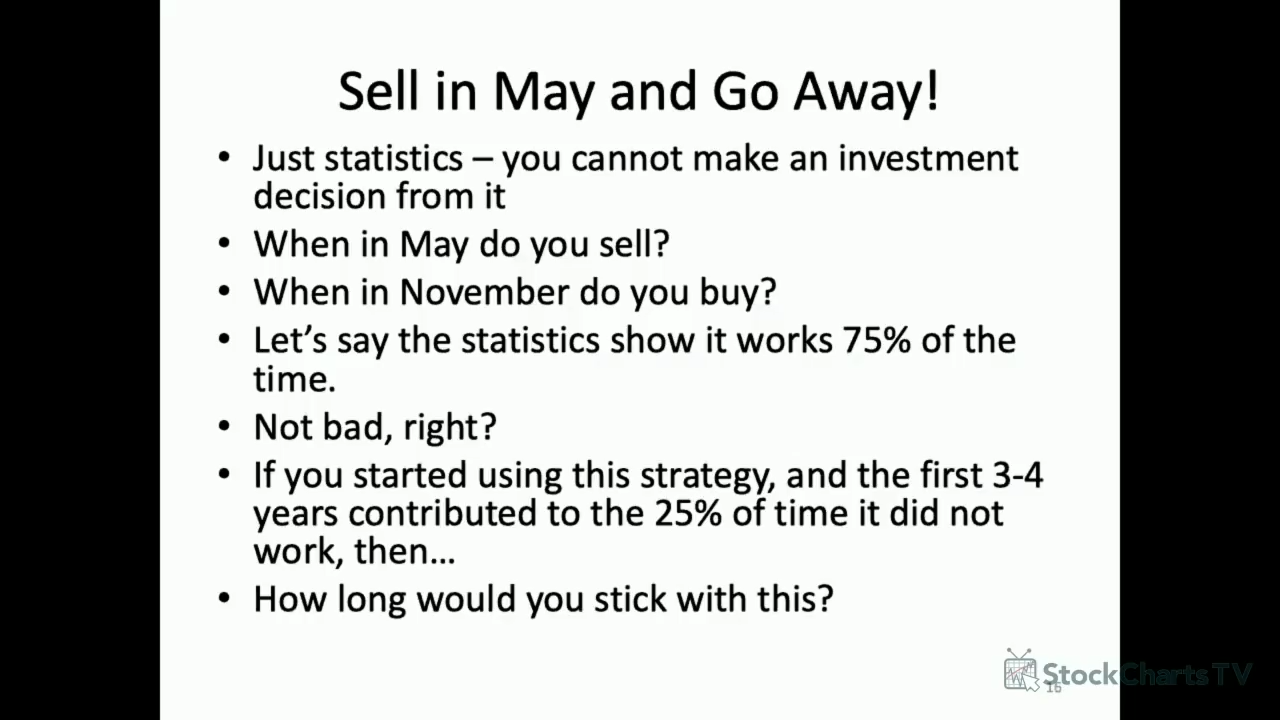 Sell in May and Go Away!
• Just statistics – you cannot make an investment
decision from it
• When in May do you sell?
• When in November do you buy?
• Let’s say the statistics show it works 75% of the
time.
• Not bad, right?
• If you started using this strategy, and the first 3-4
years contributed to the 25% of time it did not
work, then…
• How long would you stick with this?
StockChartsTV
16